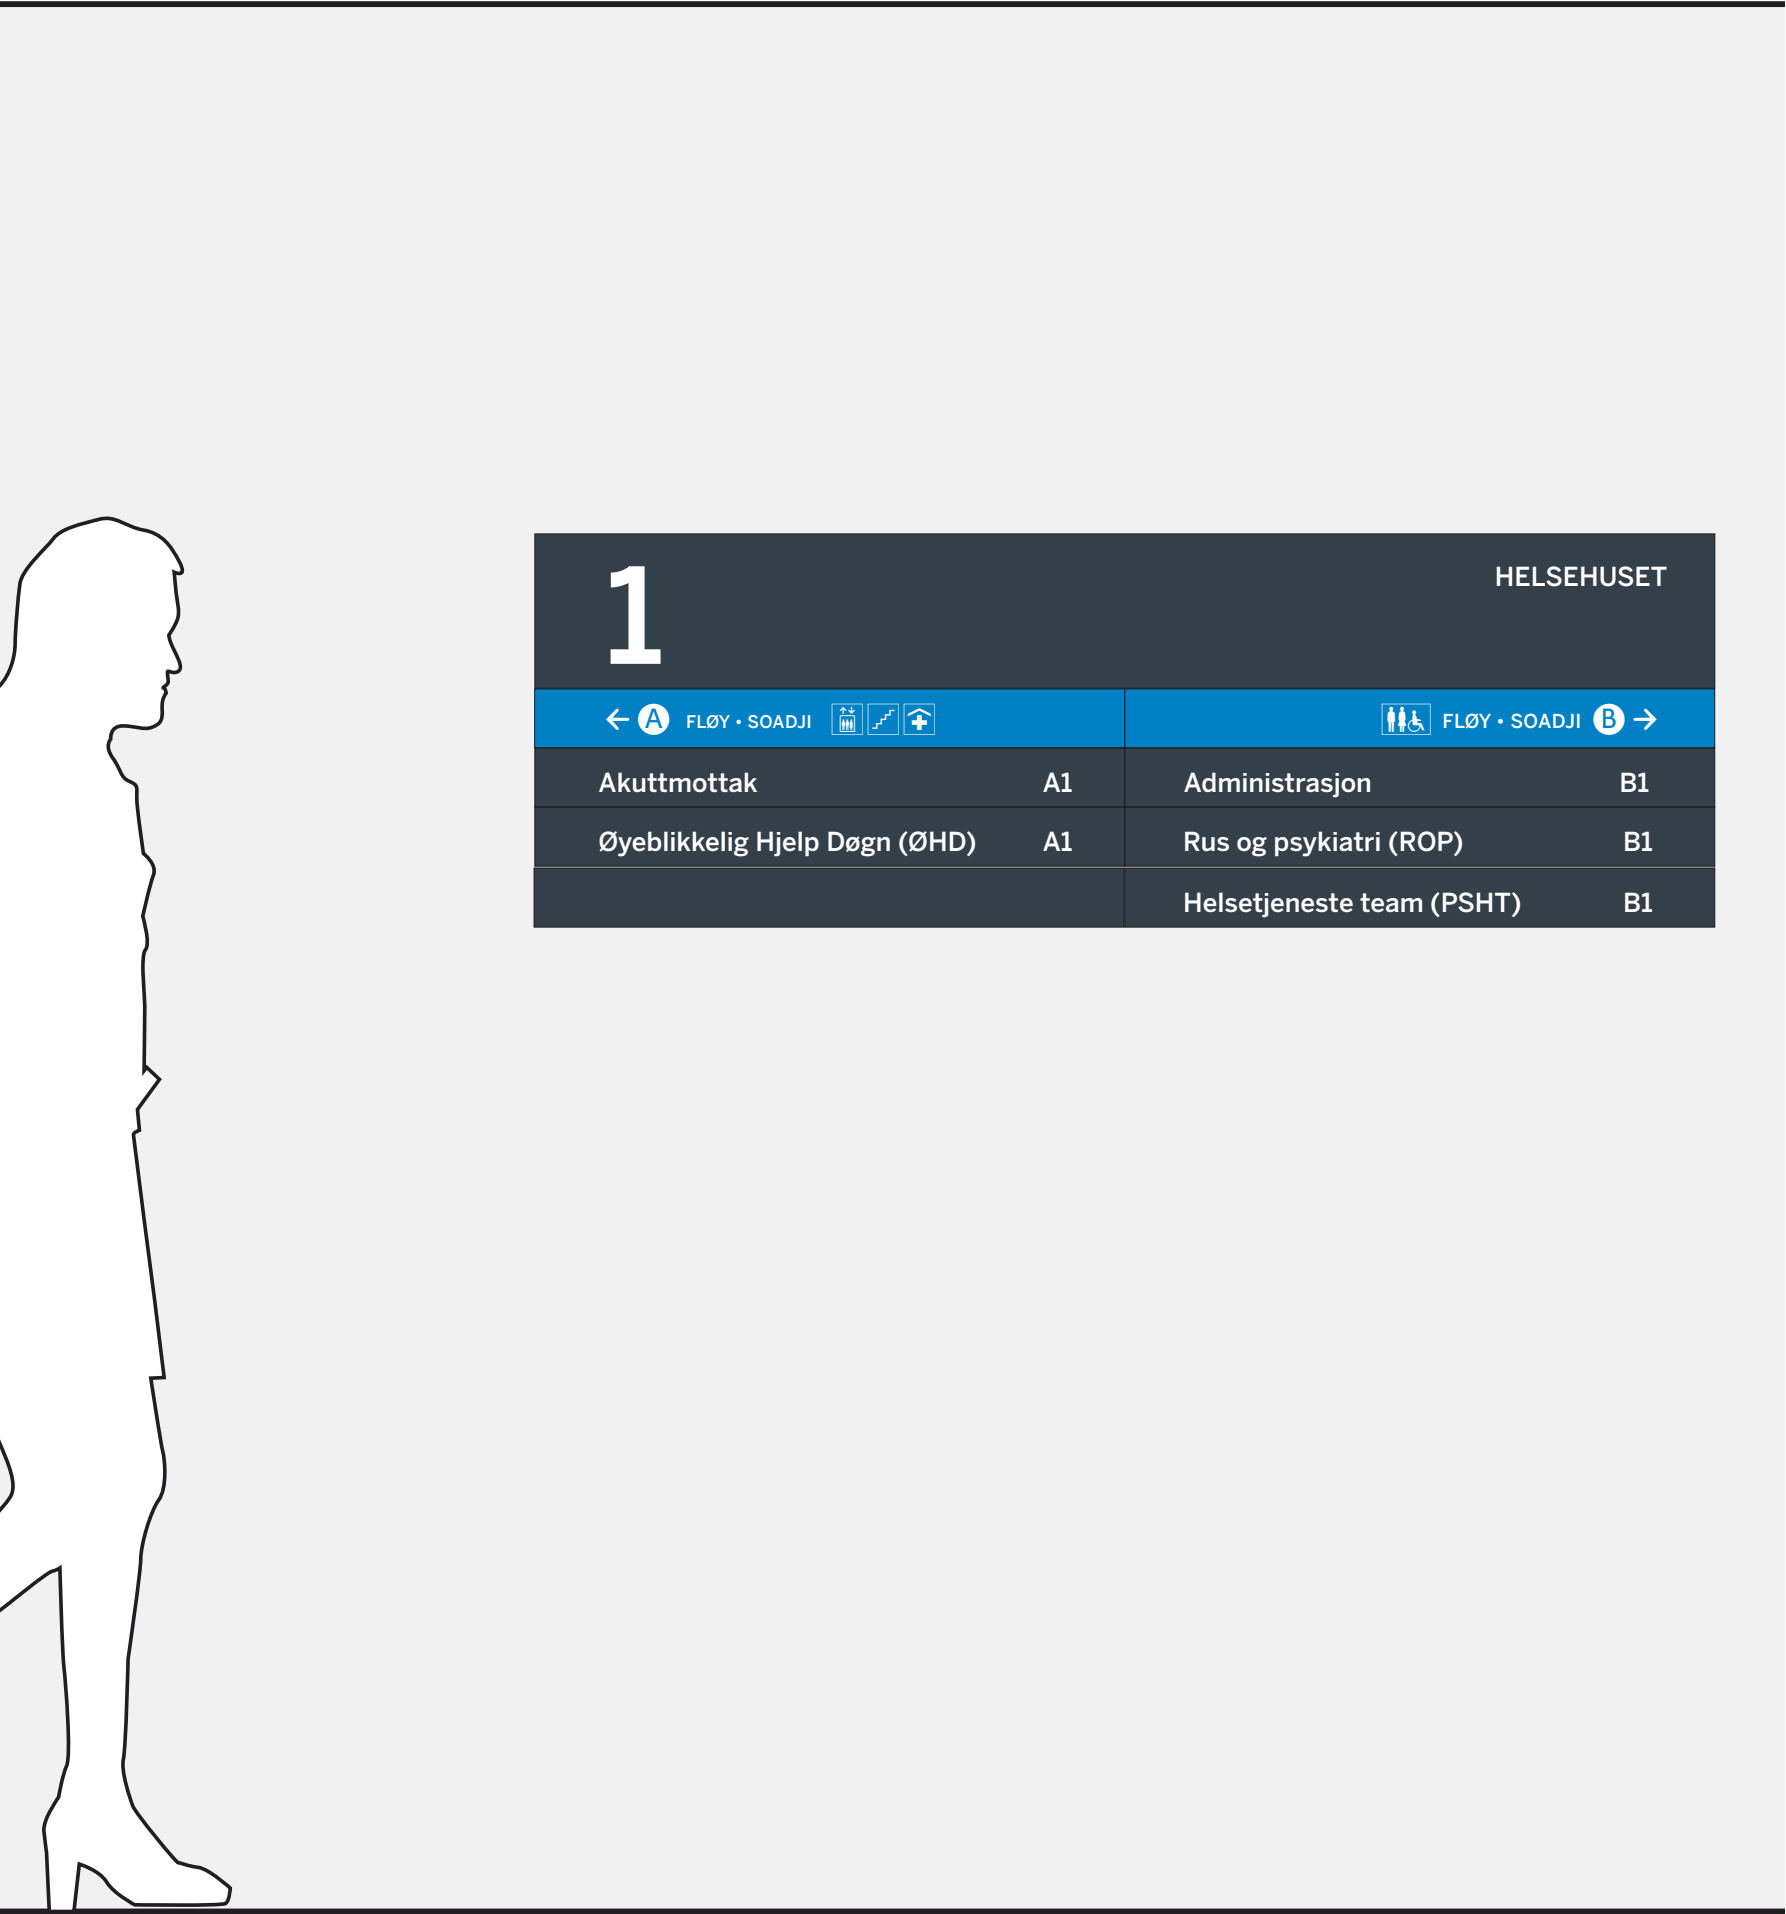 1
HELSEHUSET
← A FLØY • SOADJI
FLØY • SOADJI B →
Akuttmottak A1
Øyeblikkelig Hjelp Døgn (ØHD) A1
Administrasjon B1
Rus og psykiatri (ROP) B1
Helsetjeneste team (PSHT) B1